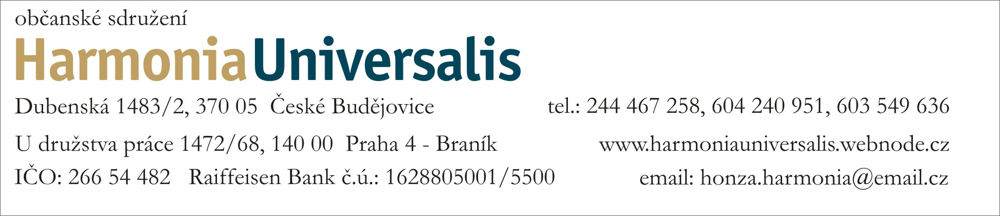 občanské sdružení
HarmoniaUniversalis
Dubenská 1483/2, 370 05 České Budějovice
tel.: 244 467 258, 604 240 951, 603 549 636
U družstva práce 1472/68, 140 00 Praha 4 - Braník
www.harmoniauniversalis.webnode.cz
IČO: 266 54 482 Raiffeisen Bank č.ú.: 1628805001/5500
email: honza.harmonia@email.cz